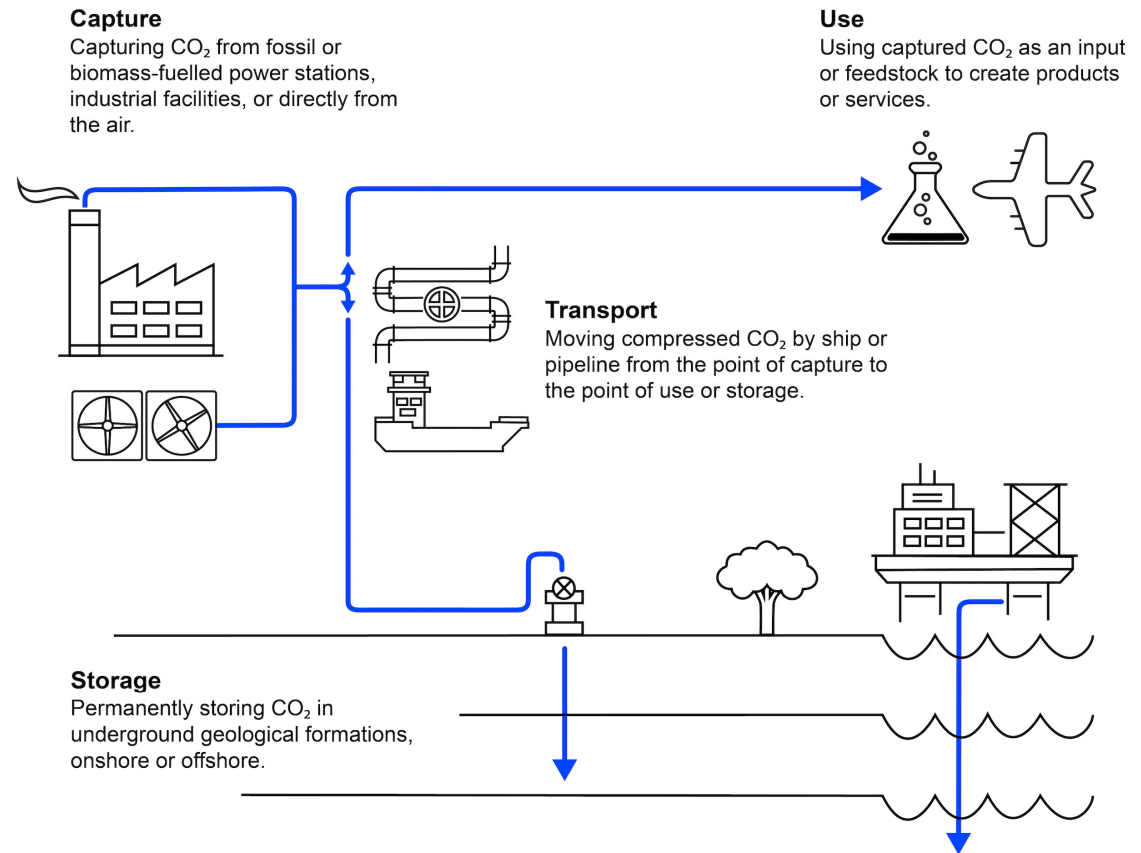 Capture
Capturing CO₂ from fossil or
biomass-fuelled power stations,
industrial facilities, or directly from
the air.
Use
Using captured CO₂ as an input
or feedstock to create products
or services.
Transport
Moving compressed CO₂ by ship or
pipeline from the point of capture to
the point of use or storage.
Storage
Permanently storing CO₂ in
underground geological formations,
onshore or offshore.